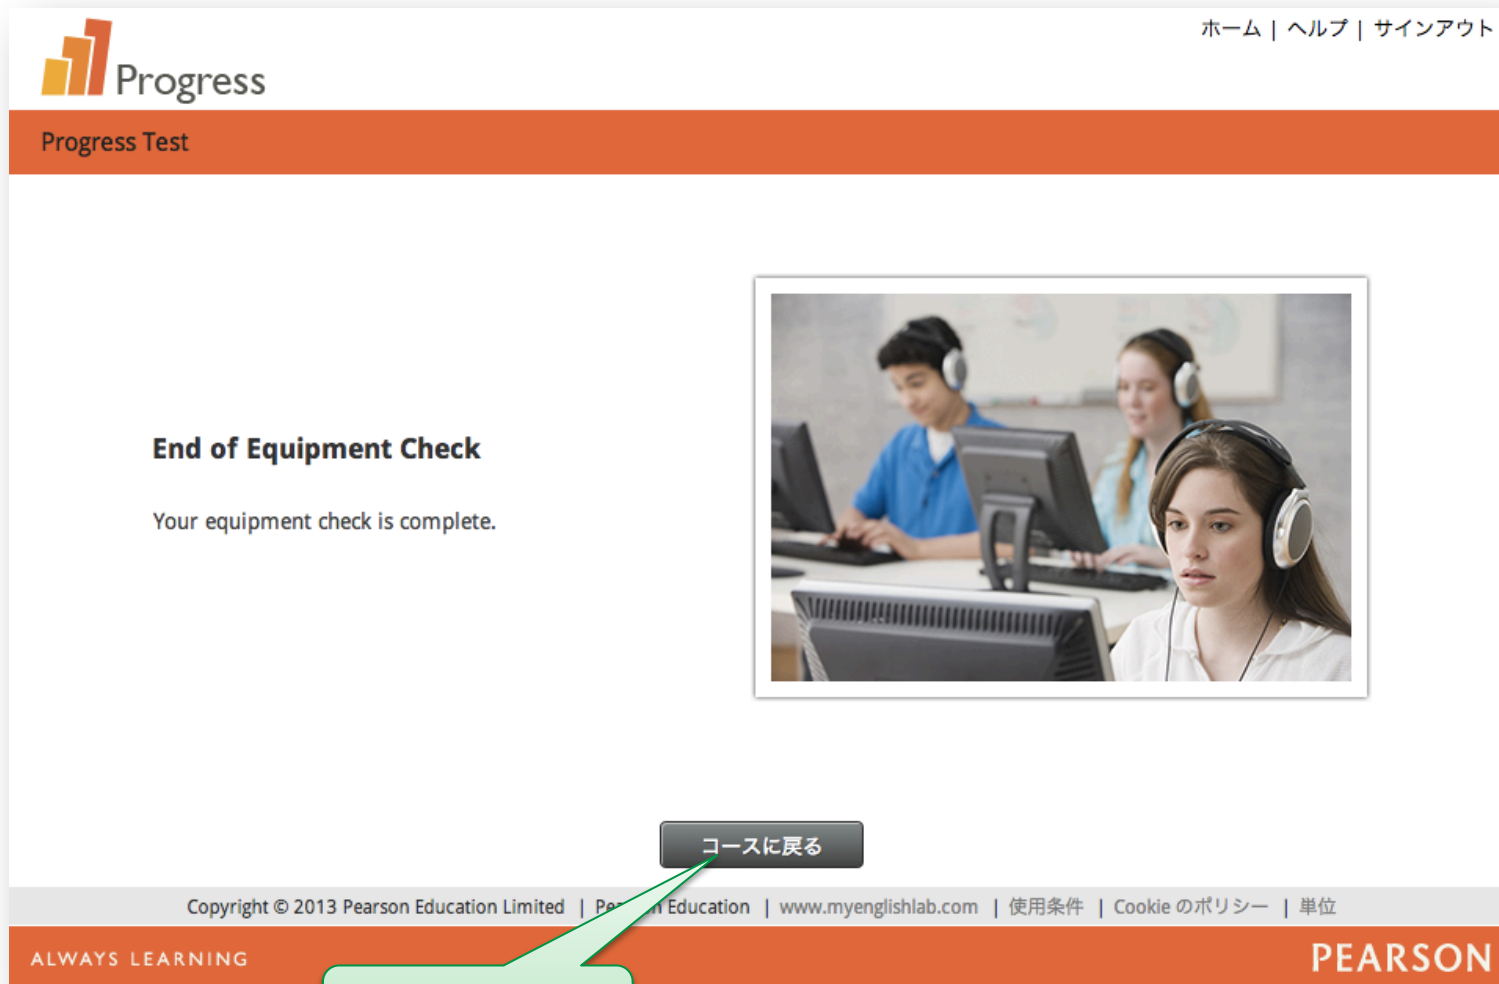 ホーム | ヘルプ | サインアウト
Progress
Progress Test
End of Equipment Check
Your equipment check is complete.
コースに戻る
Copyright © 2013 Pearson Education Limited | Education | www.myenglishlab.com | 使用条件 | Cookie のポリシー | 単位
ALWAYS LEARNING
PEARSON